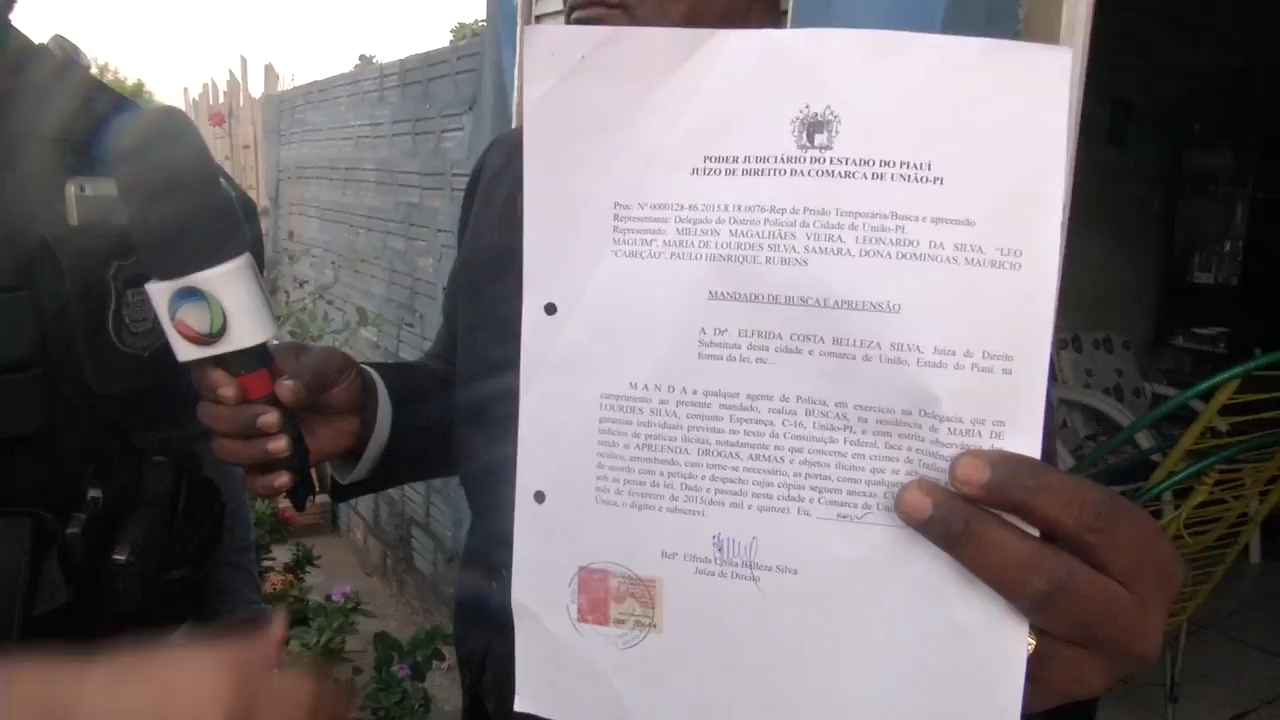 PODER JUDICIÁRIO DO ESTADO DO PIAUÍ
JUÍZO DE DIREITO DA COMARCA DE UNIÃO-PI
Proc. Nº 0000128-86.2015.8.18.0076-Rep de Prisão Temporária/Busca e apreensão
Representante: Delegado do Distrito Policial da Cidade de União-PI.
Representado: MIELSON MAGALHÃES VIEIRA, LEONARDO DA SILVA, "LEO
MAGUIM", MARIA DE LOURDES SILVA, SAMARA, DONA DOMINGAS, MAURICIO
"CABEÇÃO". PAULO HENRIQUE, RUBENS
MANDADO DE BUSCA E APREENSÃO
A Drª. ELFRIDA COSTA BELLEZA SILVA, Juíza de Direito
Substituta desta cidade e comarca de União, Estado do Piauí, na
forma da lei, etc...
M A N D A a qualquer agente de Polícia, em exercício na Delegacia, que em
cumprimento ao presente mandado, realiza BUSCAS, na residência de MARIA DE
LOURDES SILVA, conjunto Esperança, C-16, União-PI, e com estrita observância
garantias individuais previstas no texto da Constituição Federal, face a
indícios de práticas ilícitas, notadamente no que concerne em crimes de Trafico
sendo aí APREENDA: DROGAS, ARMAS e objetos ilícitos que se
ocultos, arrombando, caso torne-se necessário, as portas, como
de acordo com a petição e despacho cujas cópias seguem anexas.
sob as penas da lei. Dado e passado nesta cidade e Comarca de
mês de fevereiro de 2015(dois mil e quinze). Eu,
Única, o digitei e subscrevi.
Belª. Elfrida Costa Belleza Silva
Juíza de Direito